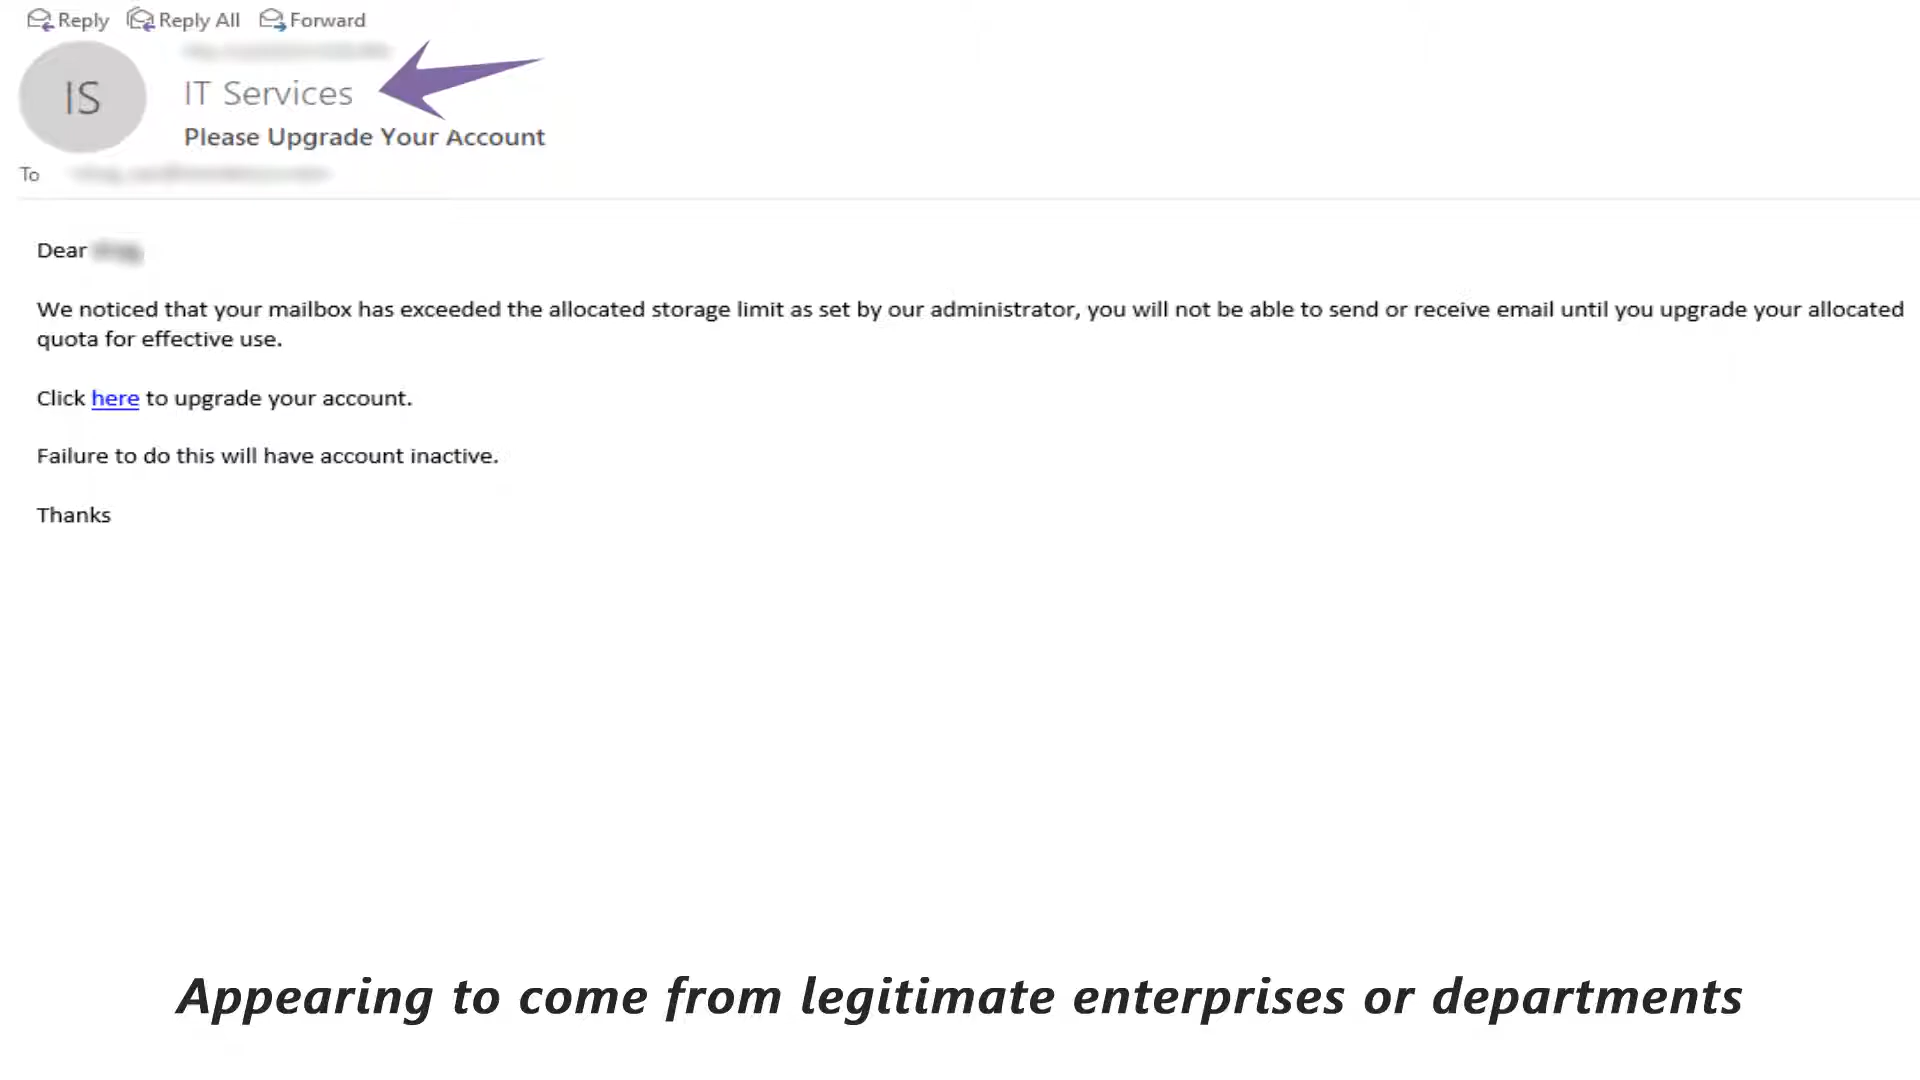 Reply Reply All Forward
IS
IT Services
Please Upgrade Your Account
To
Dear
We noticed that your mailbox has exceeded the allocated storage limit as set by our administrator, you will not be able to send or receive email until you upgrade your allocated
quota for effective use.
Click here to upgrade your account.
Failure to do this will have account inactive.
Thanks
Appearing to come from legitimate enterprises or departments